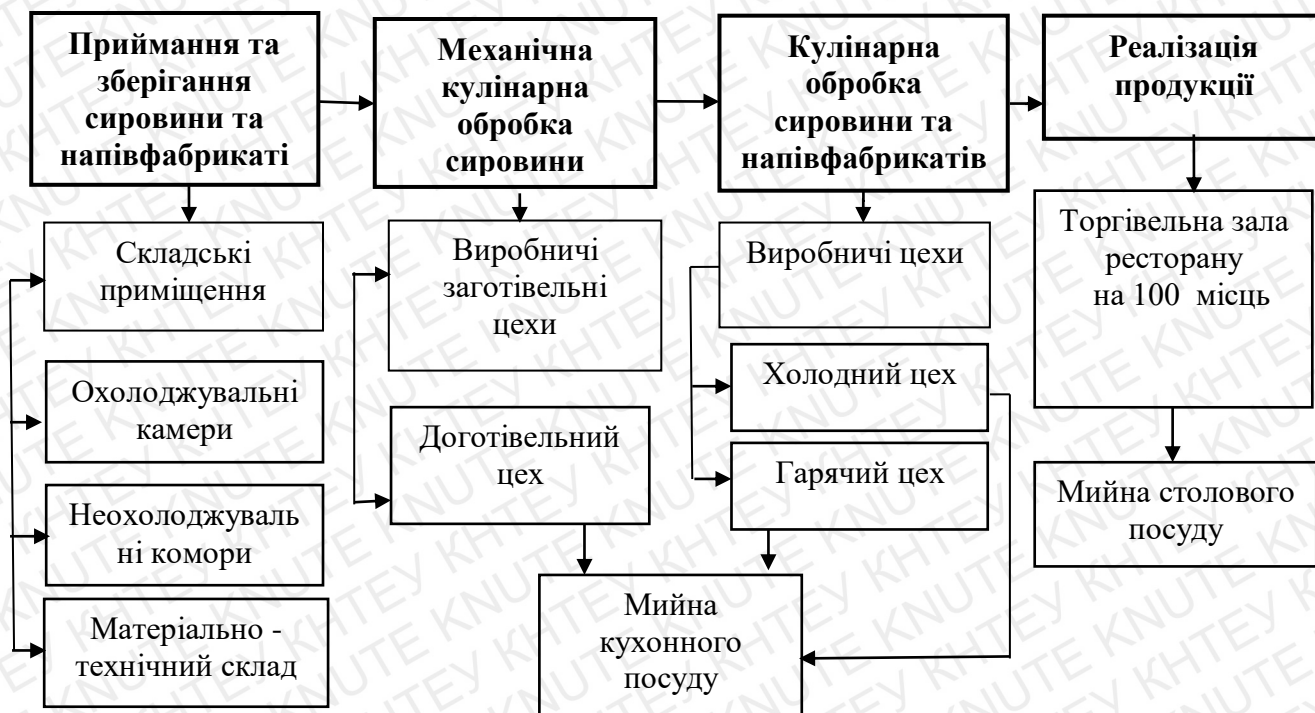 Приймання та
зберігання
сировини та
напівфабрикаті
Механічна
кулінарна
обробка
сировини
Кулінарна
обробка
сировини та
напівфабрикатів
Реалізація
продукції
Складські
приміщення
Виробничі
заготівельні
цехи
Виробничі цехи
Торгівельна зала
ресторану
на 100 місць
Охолоджувальні
камери
Доготівельний
цех
Холодний цех
Гарячий цех
Мийна столового
посуду
Неохолоджуваль
ні комори
Матеріально -
технічний склад
Мийна
кухонного
посуду